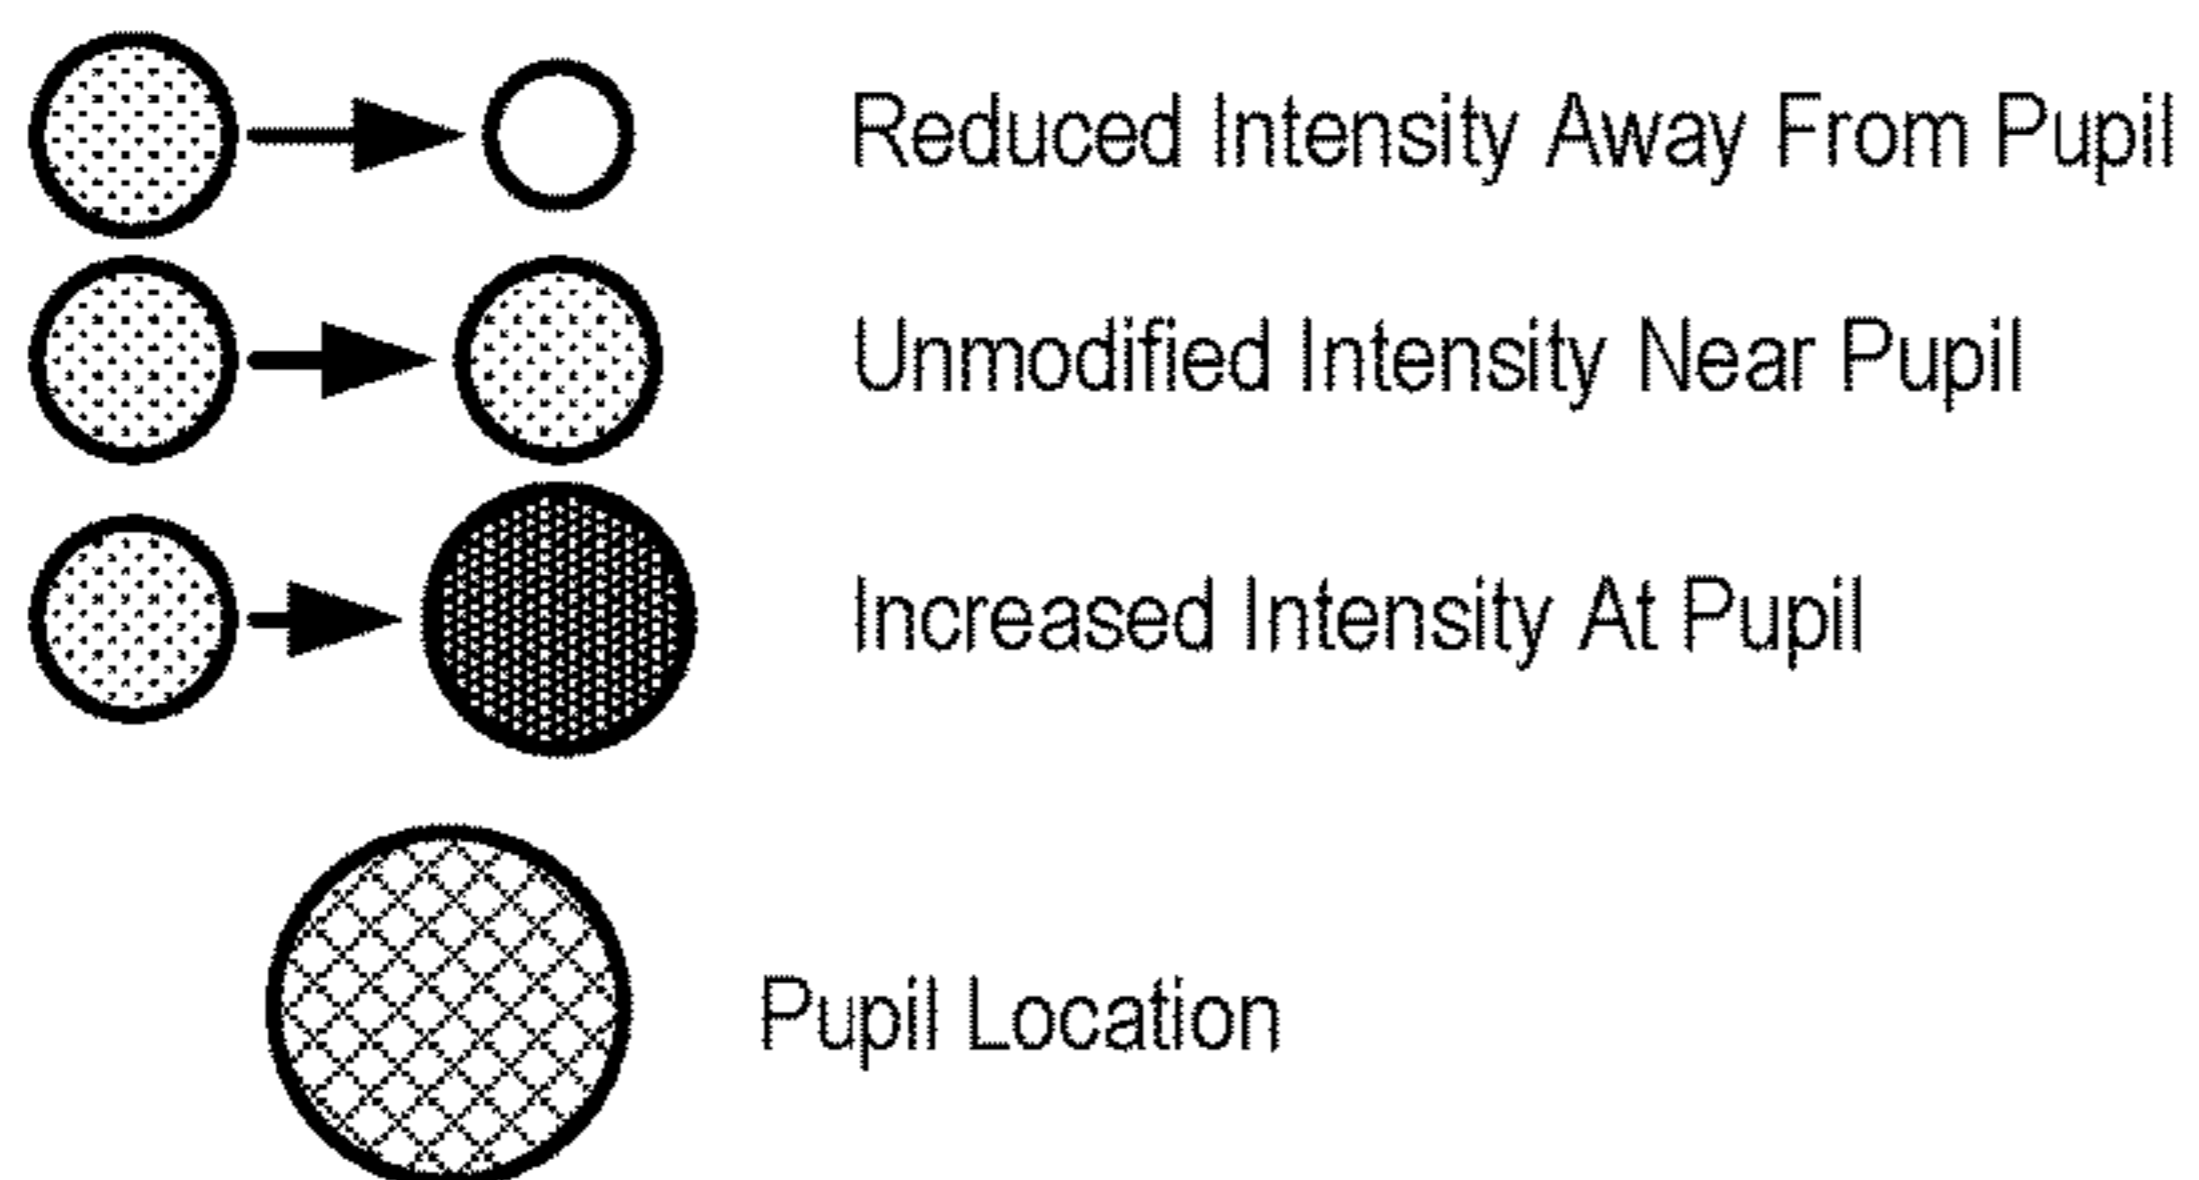 Reduced Intensity Away From Pupil
Unmodified Intensity Near Pupil
Increased Intensity At Pupil
Pupil Location